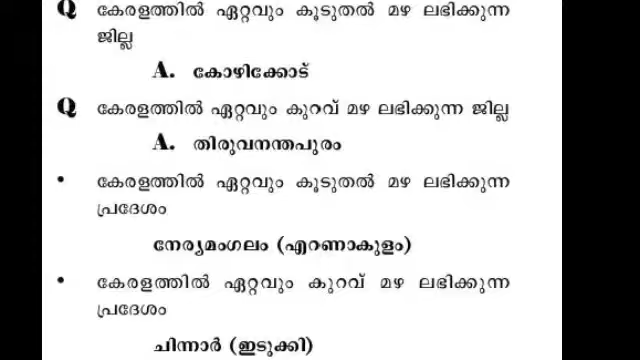 Q കേരളത്തിൽ ഏറ്റവും കൂടുതൽ മഴ ലഭിക്കുന്ന
ജില്ല
A. കോഴിക്കോട്
Q കേരളത്തിൽ ഏറ്റവും കുറവ് മഴ ലഭിക്കുന്ന ജില്ല
A. തിരുവനന്തപുരം
• കേരളത്തിൽ ഏറ്റവും കൂടുതൽ മഴ ലഭിക്കുന്ന
പ്രദേശം
നേര്യമംഗലം (എറണാകുളം)
• കേരളത്തിൽ ഏറ്റവും കുറവ് മഴ ലഭിക്കുന്ന
പ്രദേശം
ചിന്നാർ (ഇടുക്കി)